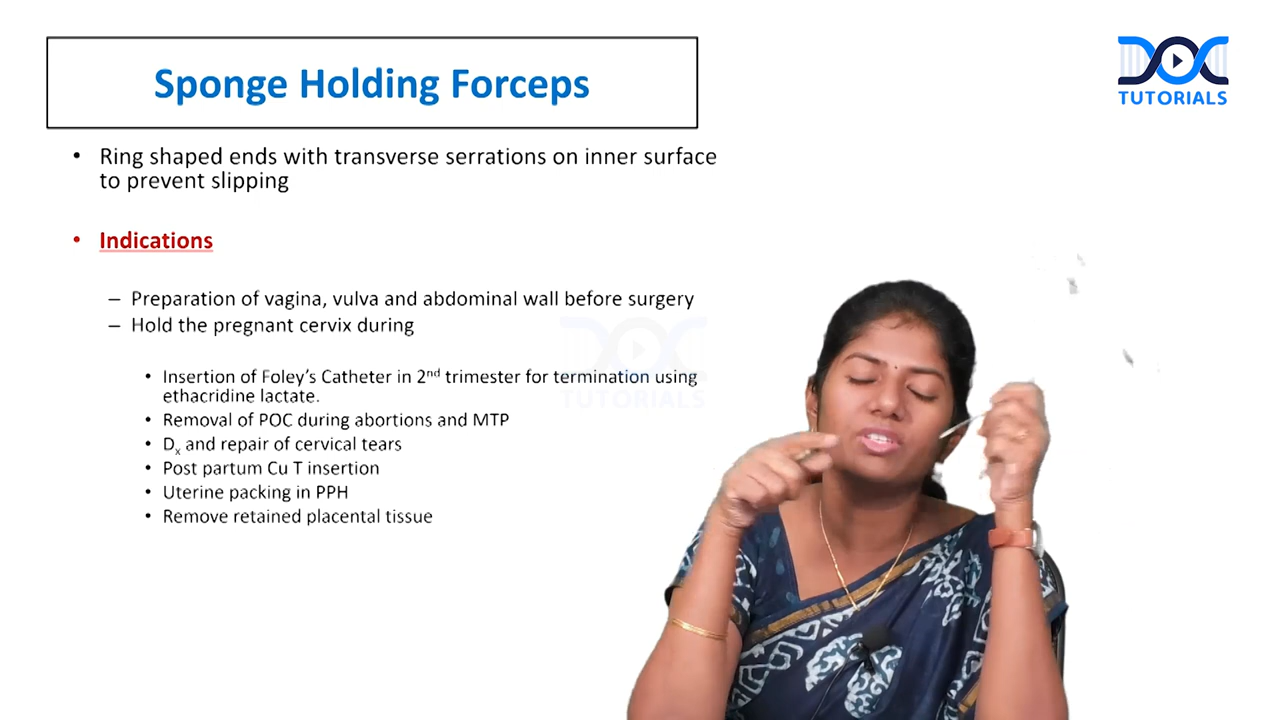 Sponge Holding Forceps
DOC
TUTORIALS
• Ring shaped ends with transverse serrations on inner surface
to prevent slipping
• Indications
– Preparation of vagina, vulva and abdominal wall before surgery
– Hold the pregnant cervix during
• Insertion of Foley's Catheter in 2nd trimester for termination using
ethacridine lactate.
• Removal of POC during abortions and MTP
• Dx and repair of cervical tears
• Post partum Cu T insertion
• Uterine packing in PPH
• Remove retained placental tissue
DOC
TUTORIALS